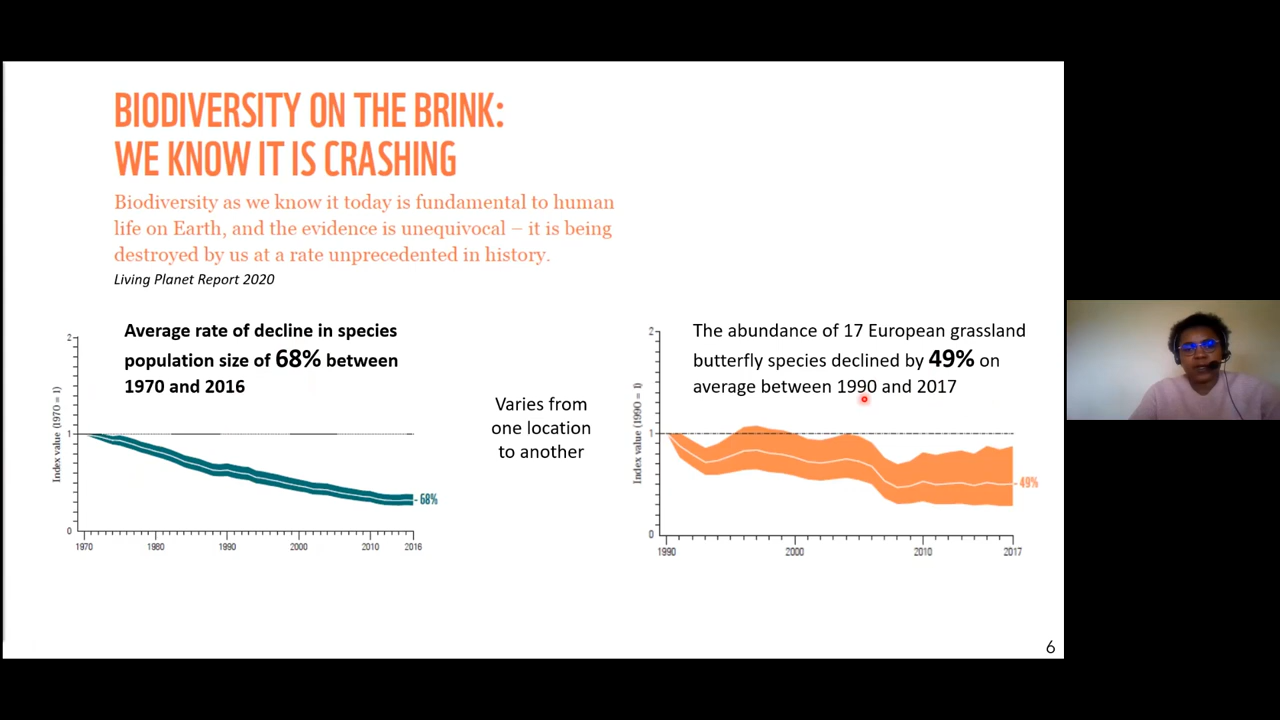 BIODIVERSITY ON THE BRINK:
WE KNOW IT IS CRASHING
Biodiversity as we know it today is fundamental to human
life on Earth, and the evidence is unequivocal – it is being
destroyed by us at a rate unprecedented in history.
Living Planet Report 2020
Average rate of decline in species
population size of 68% between
1970 and 2016
Index value (1970 = 1)
2
1
0
- 68%
1970 1980 1990 2000 2010 2016
Varies from
one location
to another
The abundance of 17 European grassland
butterfly species declined by 49% on
average between 1990 and 2017
Index value (1990 = 1)
2
1
0
- 49%
1990 2000 2010 2017
6